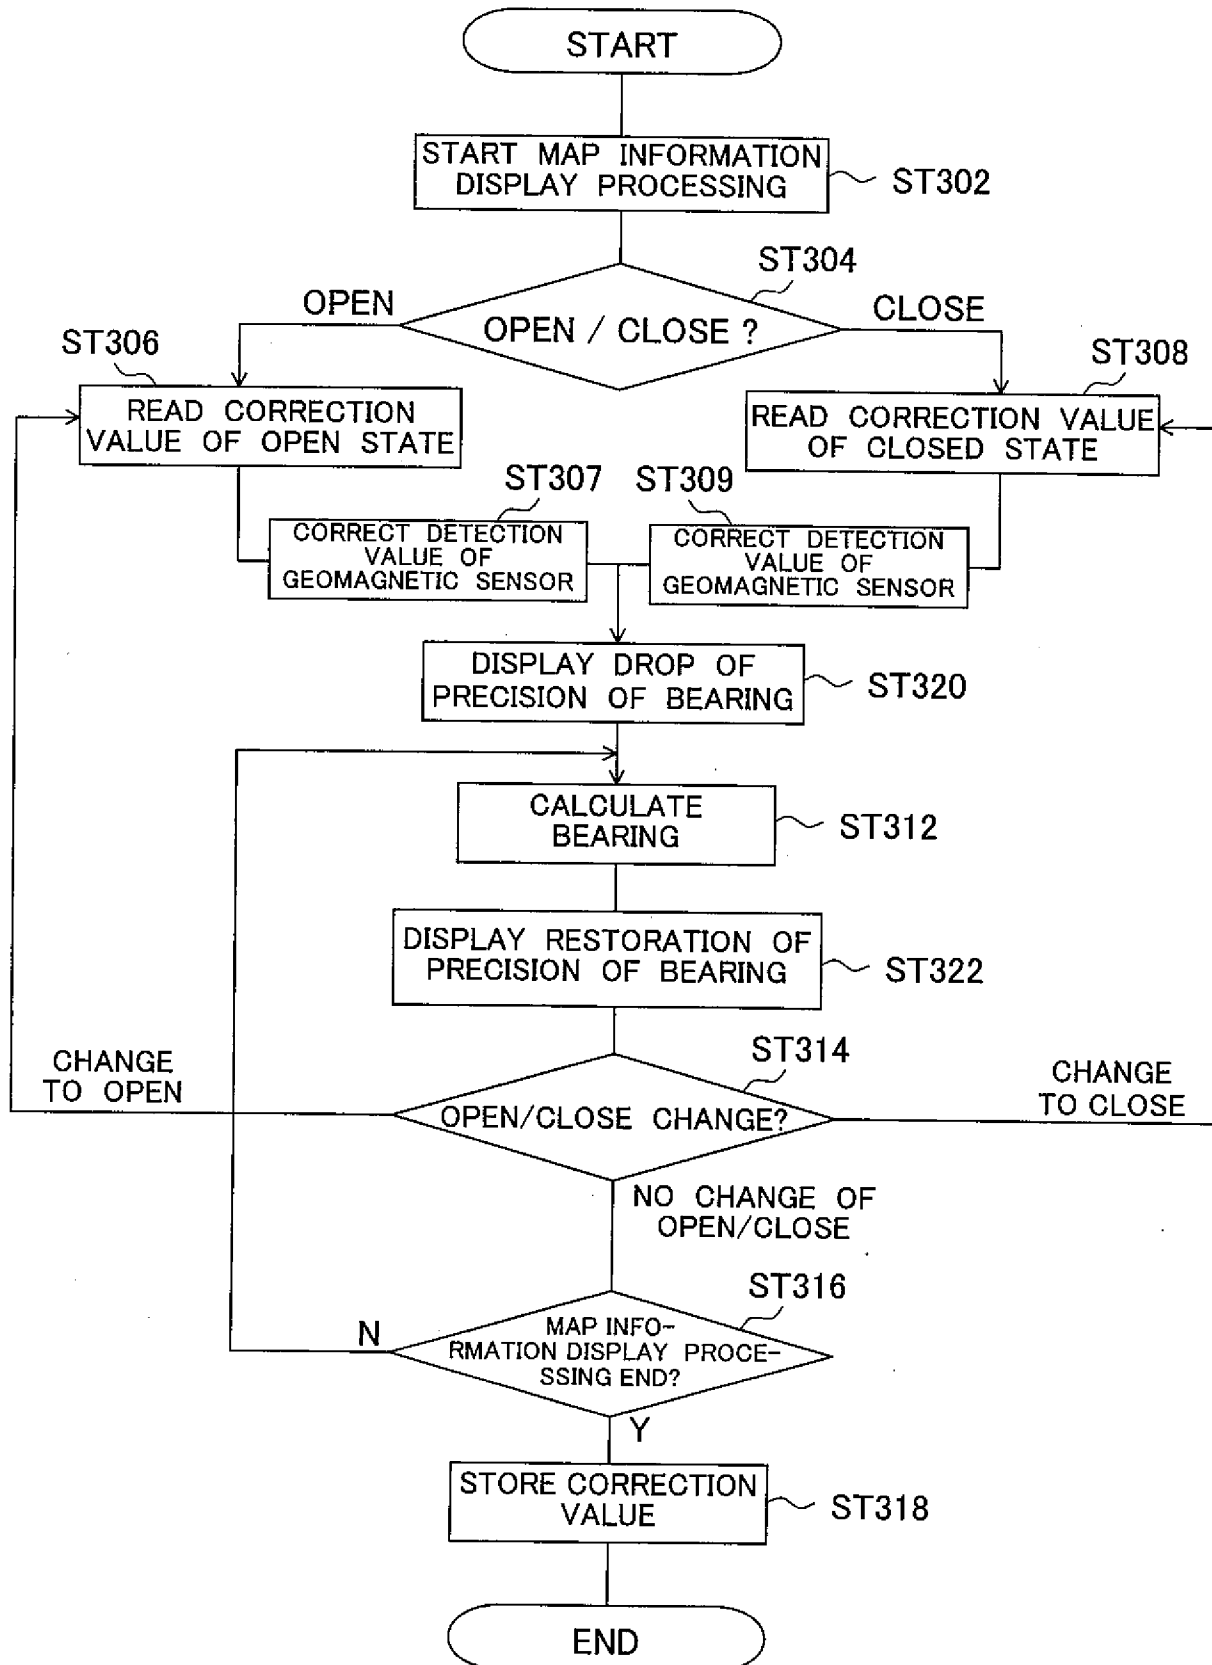 START
START MAP INFORMATION
DISPLAY PROCESSING
ST302
ST304
OPEN
OPEN / CLOSE ?
CLOSE
ST306
READ CORRECTION
VALUE OF OPEN STATE
ST308
READ CORRECTION VALUE
OF CLOSED STATE
ST307
CORRECT DETECTION
VALUE OF
GEOMAGNETIC SENSOR
ST309
CORRECT DETECTION
VALUE OF
GEOMAGNETIC SENSOR
DISPLAY DROP OF
PRECISION OF BEARING
ST320
CALCULATE
BEARING
ST312
DISPLAY RESTORATION OF
PRECISION OF BEARING
ST322
CHANGE
TO OPEN
ST314
OPEN/CLOSE CHANGE?
CHANGE
TO CLOSE
NO CHANGE OF
OPEN/CLOSE
ST316
N
MAP INFO-
RMATION DISPLAY PROCE-
SSING END?
Y
STORE CORRECTION
VALUE
ST318
END